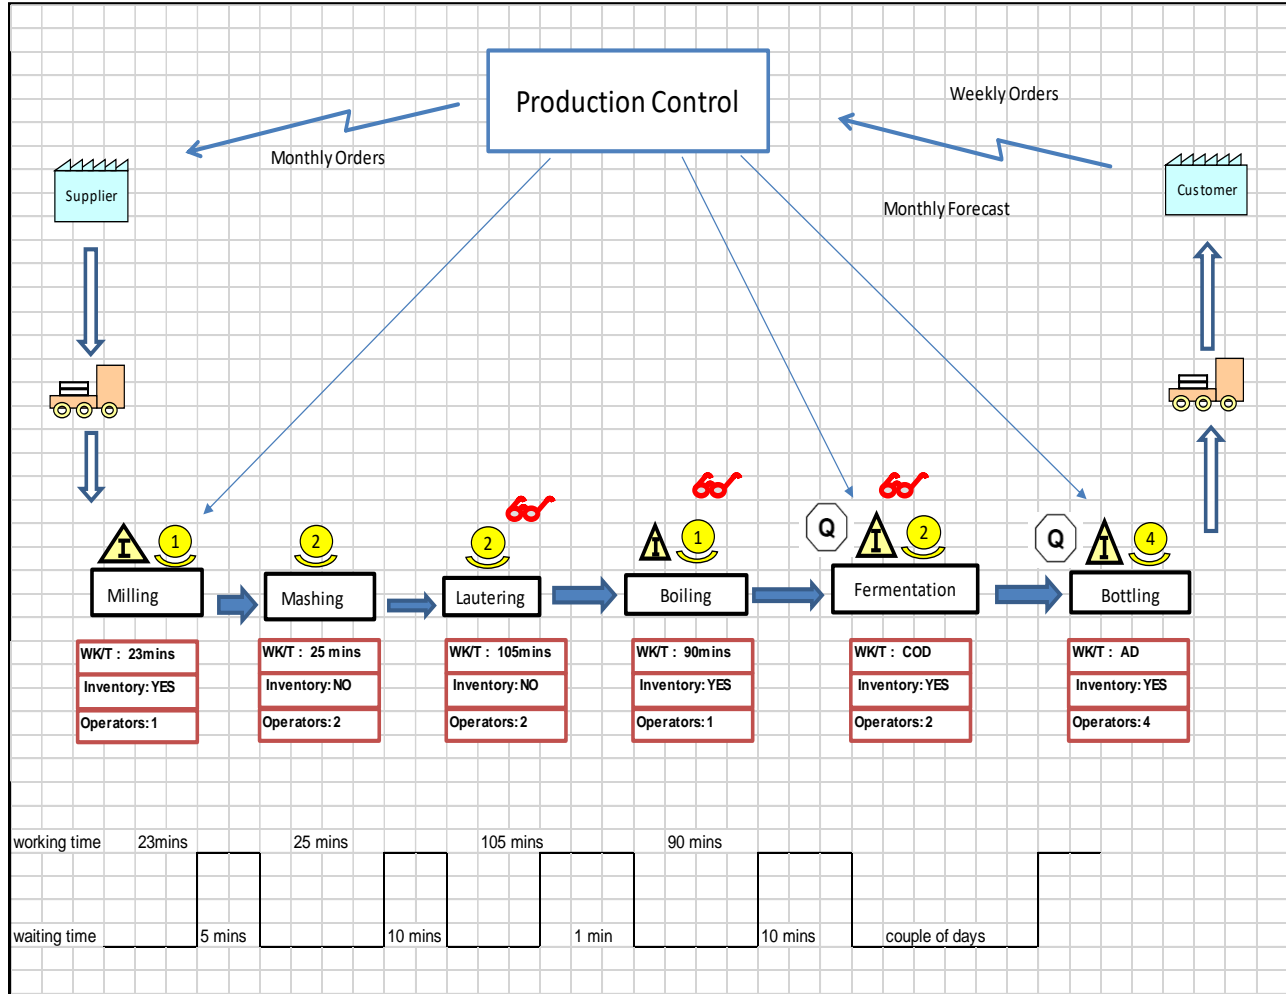 Production Control
Weekly Orders
Monthly Orders
Supplier
Customer
Monthly Forecast
I
1
2
2
I
1
Q
I
2
Q
I
4
Milling
Mashing
Lautering
Boiling
Fermentation
Bottling
WK/T : 23mins
Inventory: YES
Operators: 1
WK/T : 25 mins
Inventory: NO
Operators: 2
WK/T : 105mins
Inventory: NO
Operators: 2
WK/T : 90mins
Inventory: YES
Operators: 1
WK/T : COD
Inventory: YES
Operators: 2
WK/T : AD
Inventory: YES
Operators: 4
working time 23mins 25 mins 105 mins 90 mins
waiting time 5 mins 10 mins 1 min 10 mins couple of days